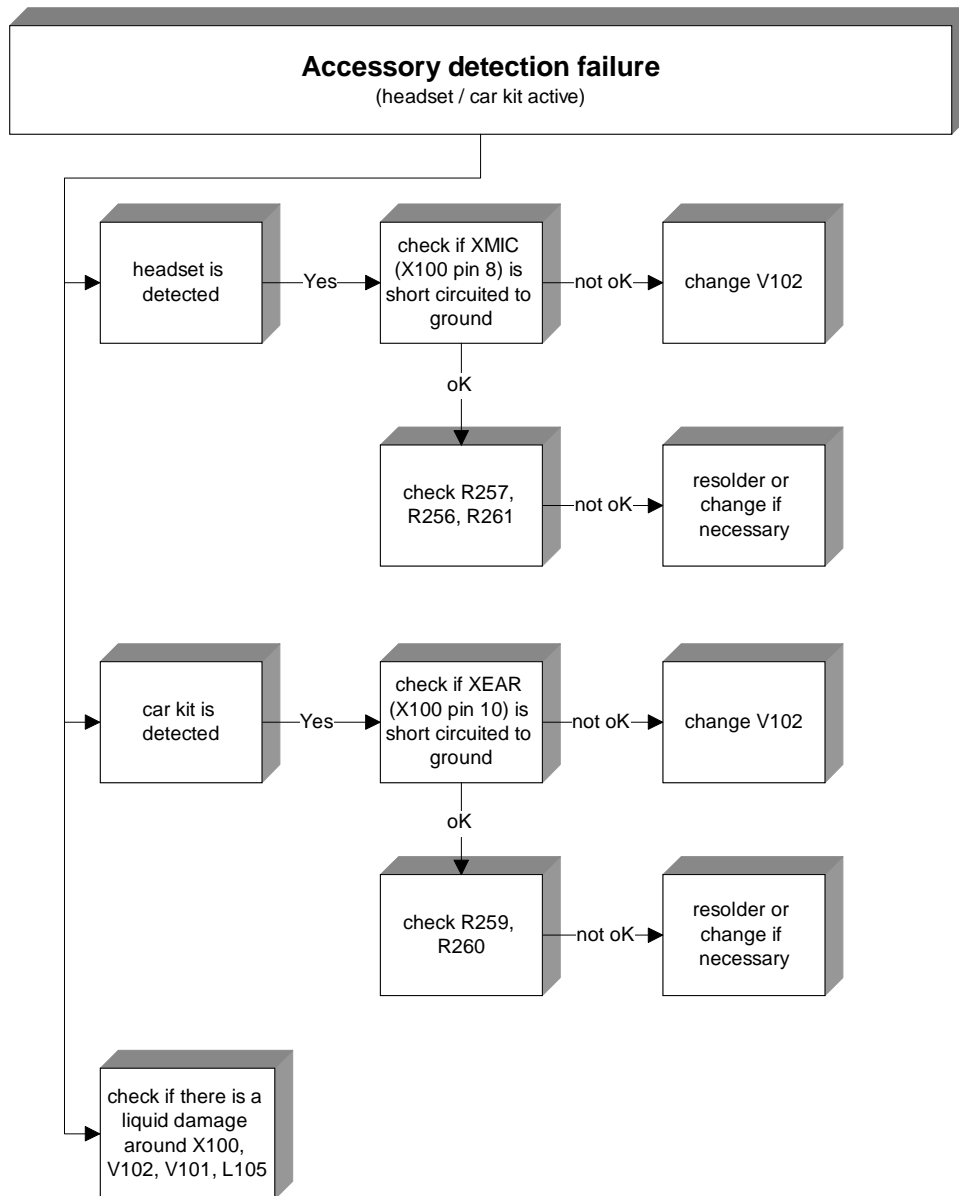 Accessory detection failure
(headset / car kit active)
headset is
detected
Yes
check if XMIC
(X100 pin 8) is
short circuited to
ground
not oK
change V102
oK
check R257,
R256, R261
not oK
resolder or
change if
necessary
car kit is
detected
Yes
check if XEAR
(X100 pin 10) is
short circuited to
ground
not oK
change V102
oK
check R259,
R260
not oK
resolder or
change if
necessary
check if there is a
liquid damage
around X100,
V102, V101, L105